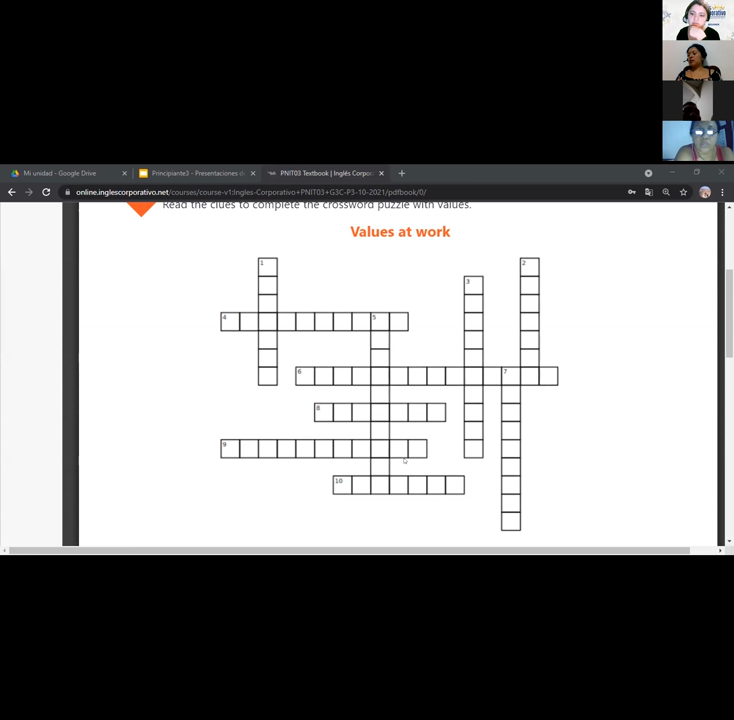 Mi unidad - Google Drive
Principiante3 - Presentaciones d
PNIT03 Textbook | Inglés Corpor
online.inglescorporativo.net/courses/course-v1:Ingles-Corporativo+PNIT03+G3C-P3-10-2021/pdfbook/0/
Read the clues to complete the crossword puzzle with values.
Values at work
1
2
3
4
5
6
7
8
9
10